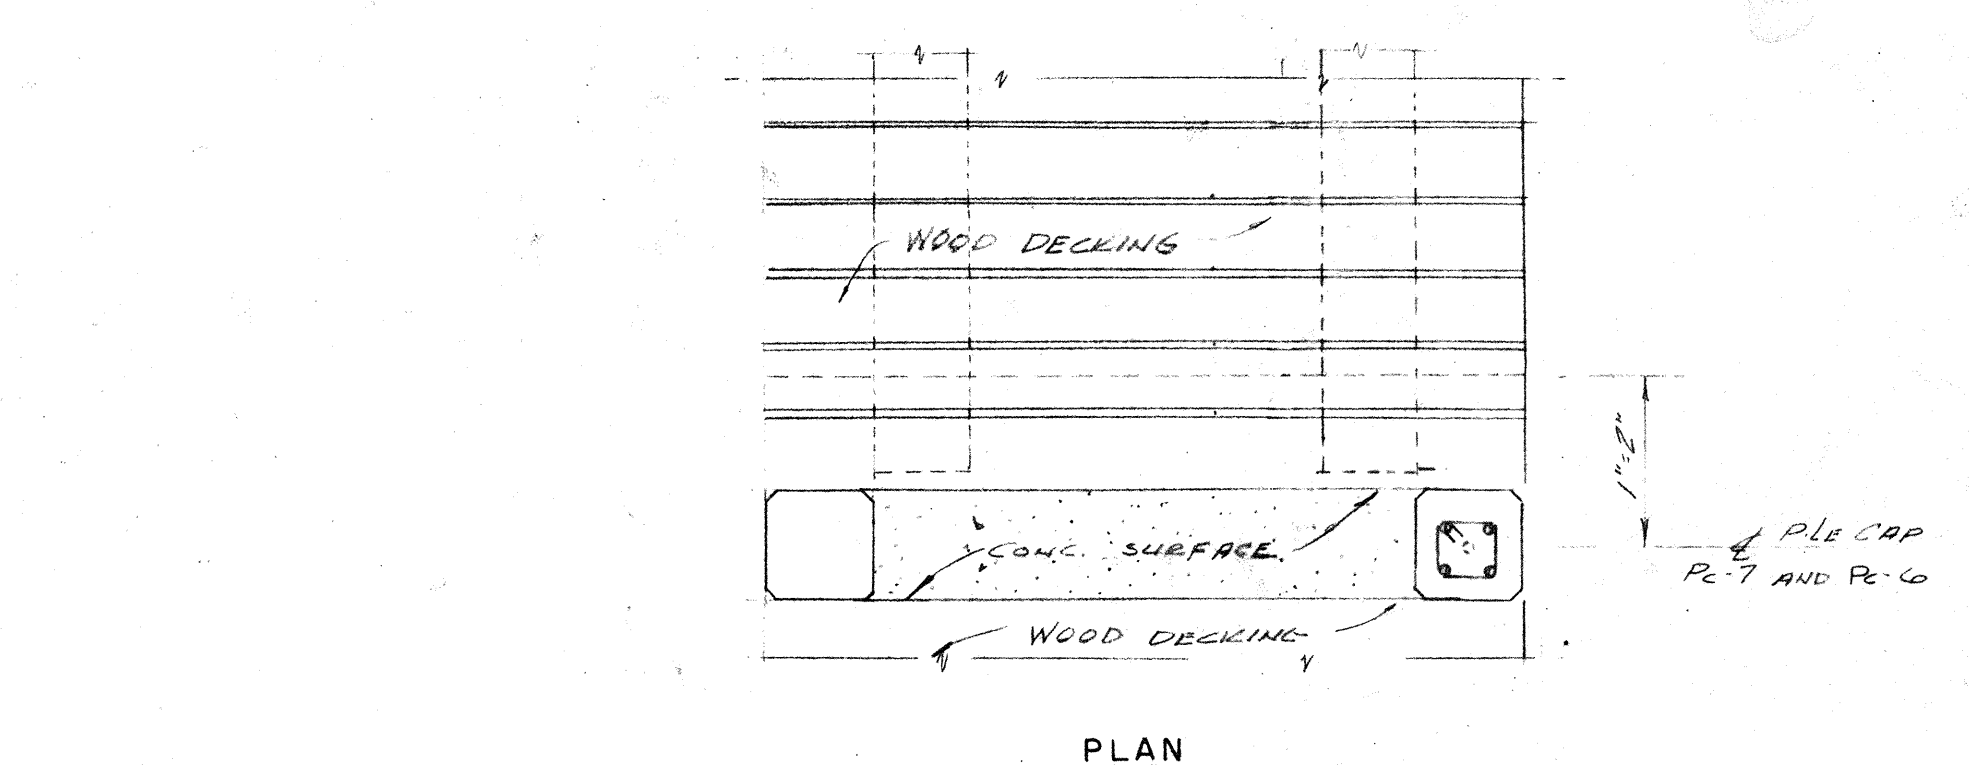 WOOD DECKING
1'-2"
CONC. SURFACE.
℄ PILE CAP
PC-7 AND PC-6
WOOD DECKING
PLAN